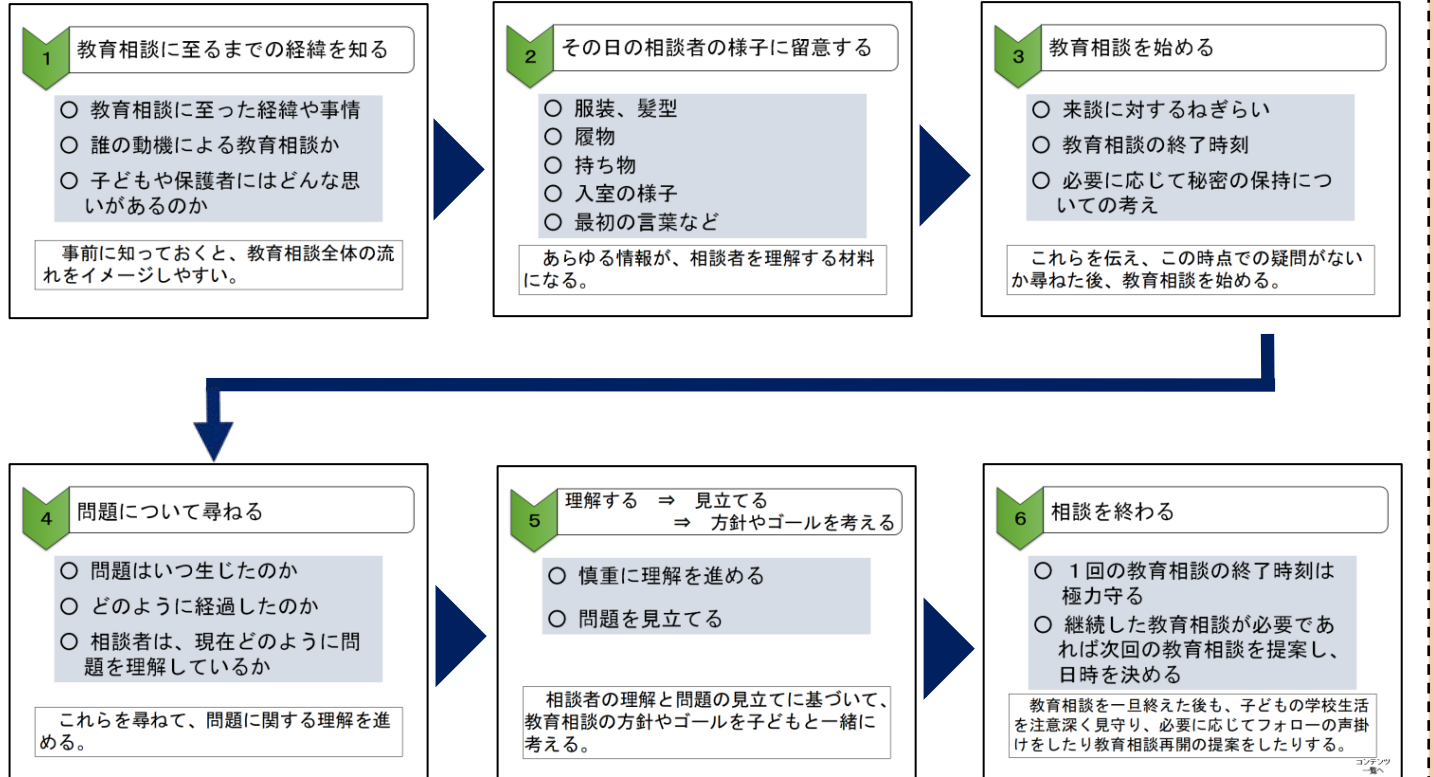 1
教育相談に至るまでの経緯を知る
○ 教育相談に至った経緯や事情
○ 誰の動機による教育相談か
○ 子どもや保護者にはどんな思
いがあるのか
事前に知っておくと、教育相談全体の流
れをイメージしやすい。
2
その日の相談者の様子に留意する
○ 服装、髪型
○ 履物
○ 持ち物
○ 入室の様子
○ 最初の言葉など
あらゆる情報が、相談者を理解する材料
になる。
3
教育相談を始める
○ 来談に対するねぎらい
○ 教育相談の終了時刻
○ 必要に応じて秘密の保持につ
いての考え
これらを伝え、この時点での疑問がない
か尋ねた後、教育相談を始める。
4
問題について尋ねる
○ 問題はいつ生じたのか
○ どのように経過したのか
○ 相談者は、現在どのように問
題を理解しているか
これらを尋ねて、問題に関する理解を進
める。
5
理解する ⇒ 見立てる
⇒ 方針やゴールを考える
○ 慎重に理解を進める
○ 問題を見立てる
相談者の理解と問題の見立てに基づいて、
教育相談の方針やゴールを子どもと一緒に
考える。
6
相談を終わる
○ １回の教育相談の終了時刻は
極力守る
○ 継続した教育相談が必要であ
れば次回の教育相談を提案し、
日時を決める
教育相談を一旦終えた後も、子どもの学校生活
を注意深く見守り、必要に応じてフォローの声掛
けをしたり教育相談再開の提案をしたりする。
コンテンツ
一覧へ